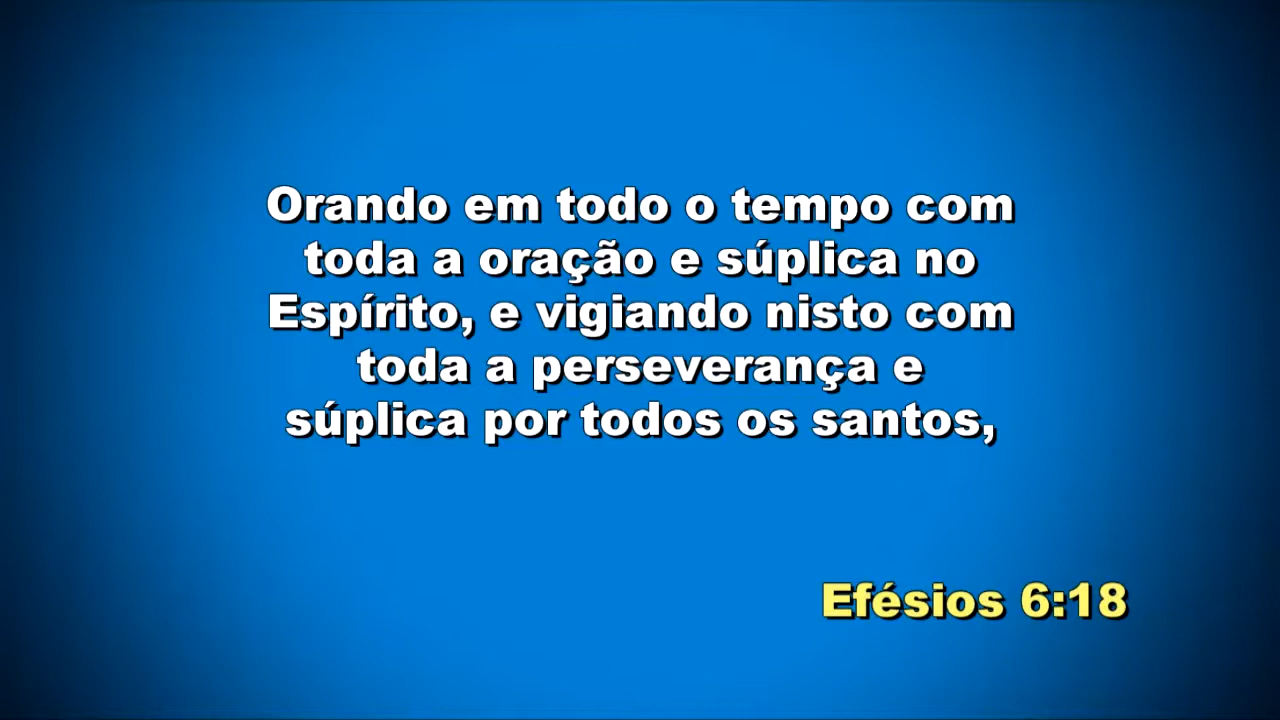 Orando em todo o tempo com
toda a oração e súplica no
Espírito, e vigiando nisto com
toda a perseverança e
súplica por todos os santos,
Efésios 6:18